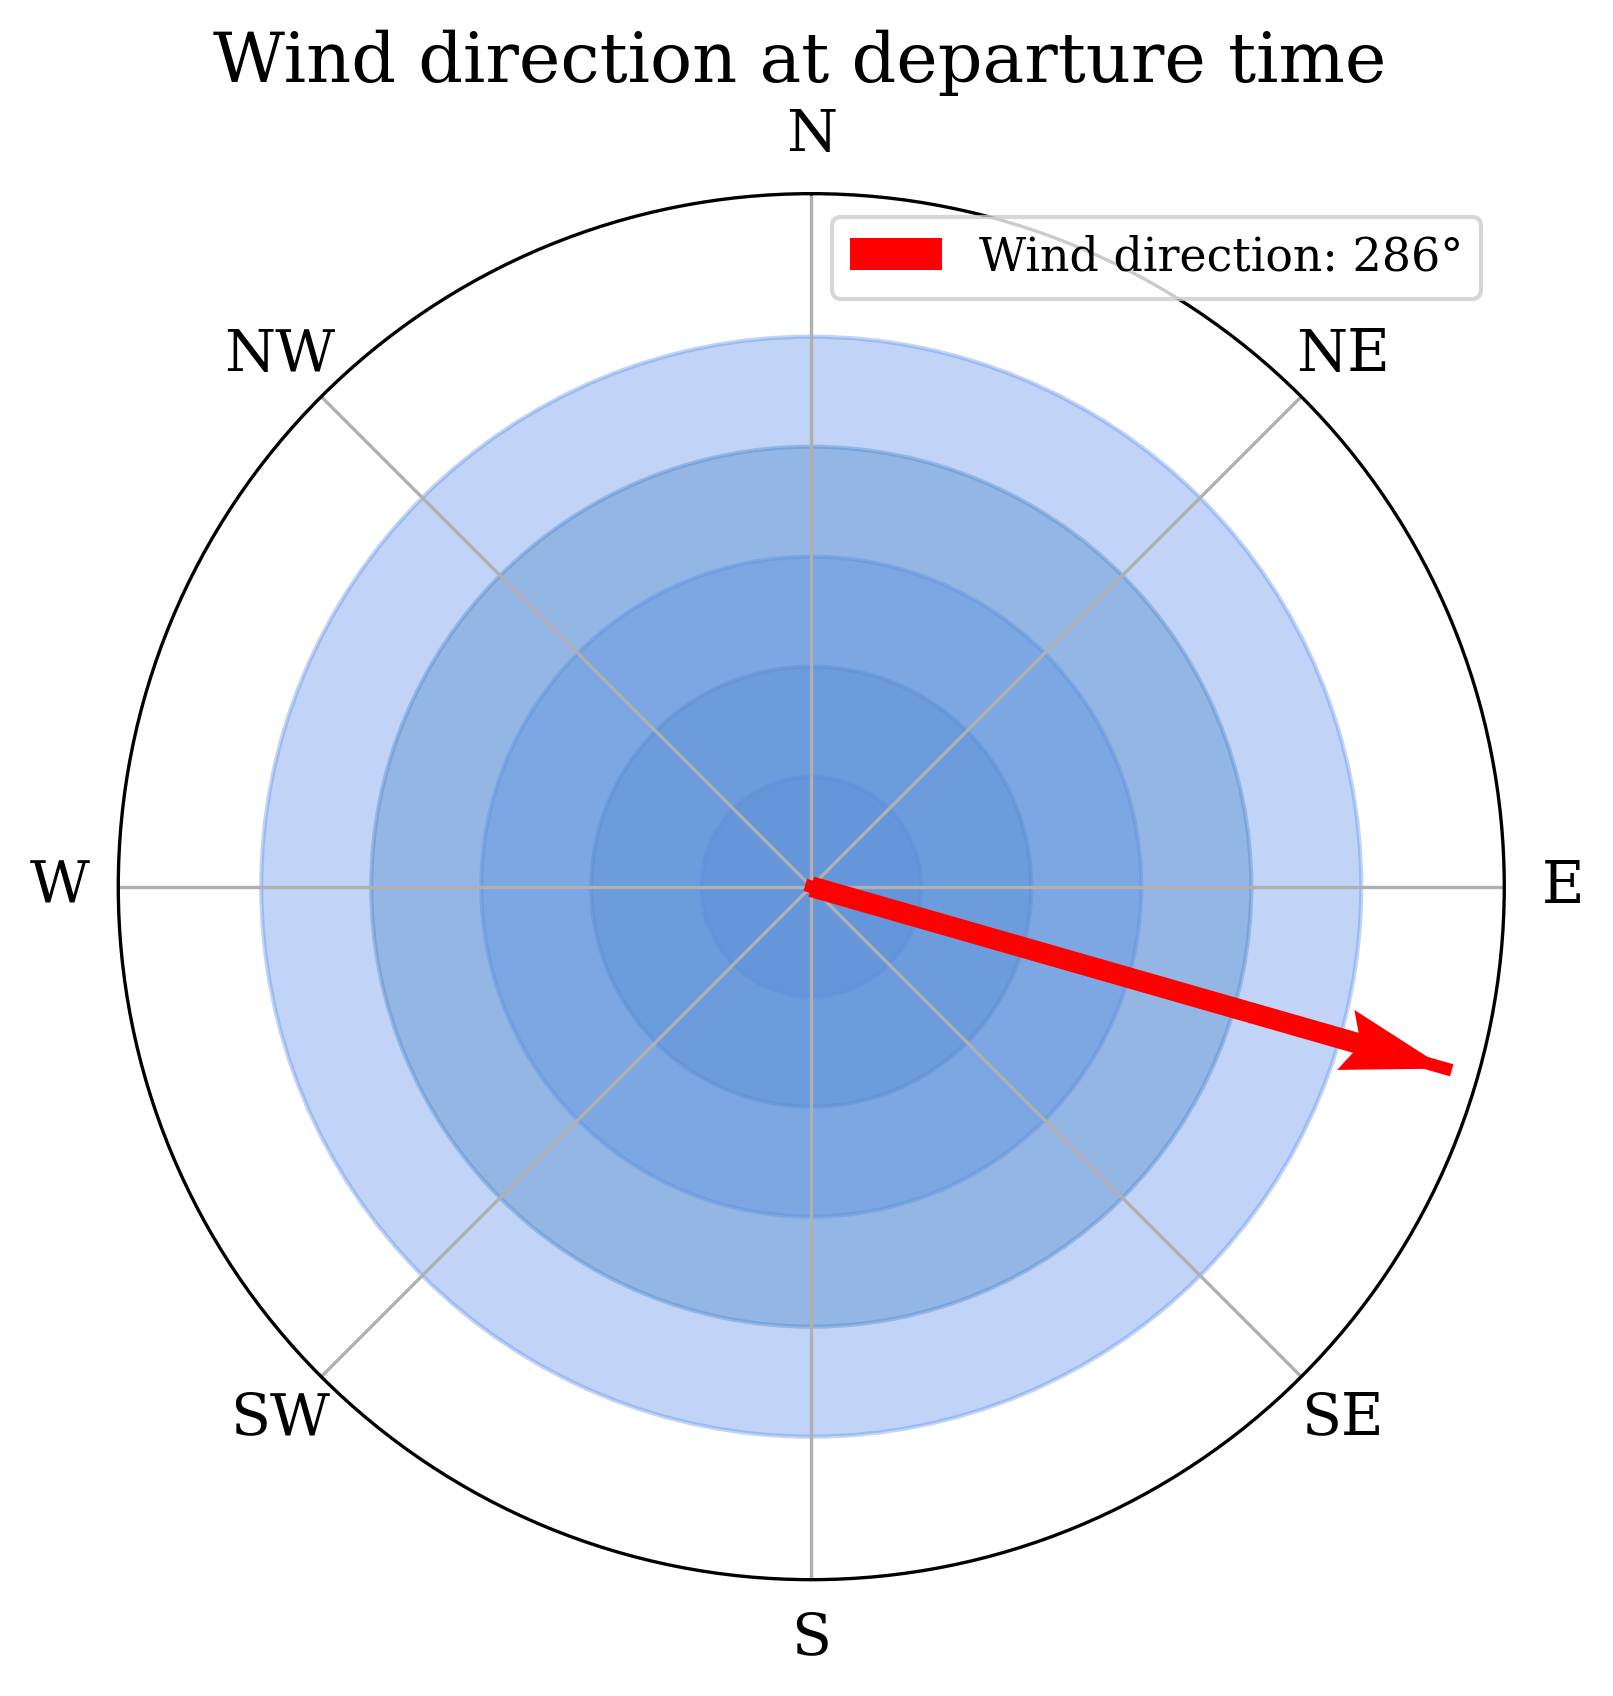 Wind direction at departure time
N
Wind direction: 286°
NW
NE
W
E
SW
SE
S